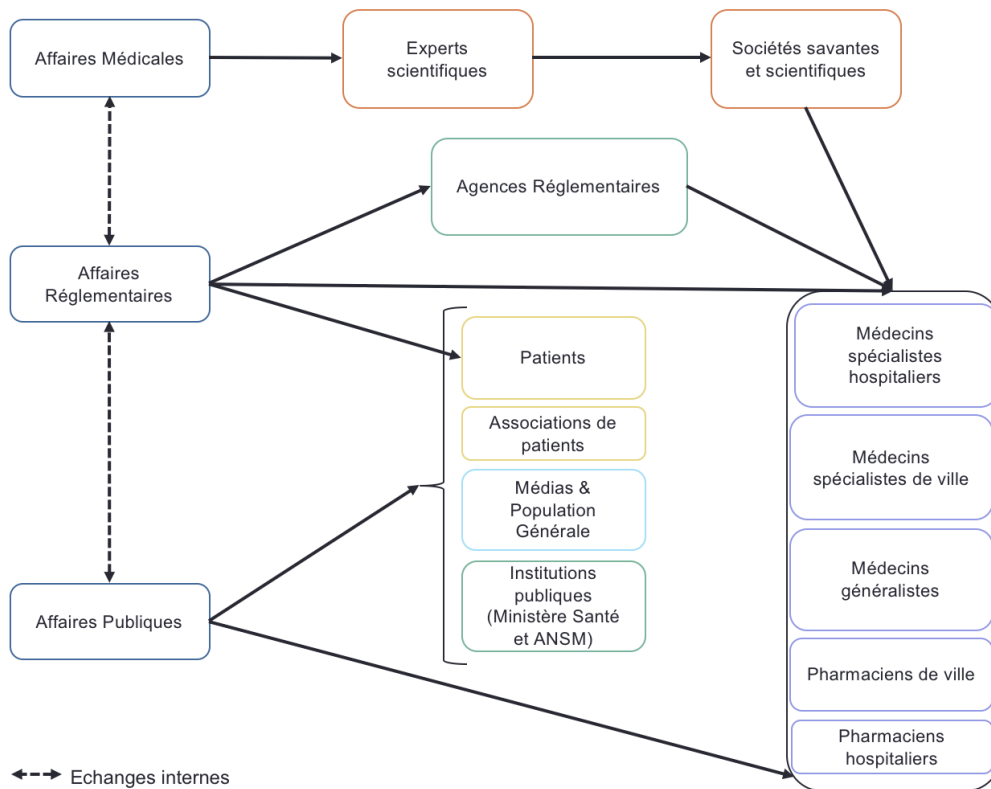 Affaires Médicales
Experts
scientifiques
Sociétés savantes
et scientifiques
Agences Réglementaires
Affaires
Réglementaires
Patients
Associations de
patients
Médias &
Population
Générale
Institutions
publiques
(Ministère Santé
et ANSM)
Affaires Publiques
Médecins
spécialistes
hospitaliers
Médecins
spécialistes de ville
Médecins
généralistes
Pharmaciens de ville
Pharmaciens
hospitaliers
Echanges internes